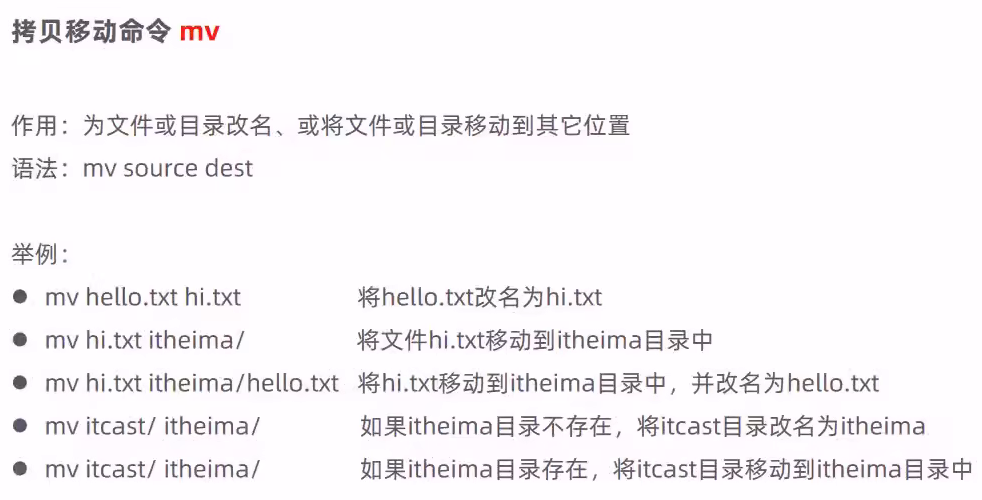 拷贝移动命令 mv
作用：为文件或目录改名、或将文件或目录移动到其它位置
语法：mv source dest
举例：
● mv hello.txt hi.txt 将hello.txt改名为hi.txt
● mv hi.txt itheima/ 将文件hi.txt移动到itheima目录中
● mv hi.txt itheima/hello.txt 将hi.txt移动到itheima目录中，并改名为hello.txt
● mv itcast/ itheima/ 如果itheima目录不存在，将itcast目录改名为itheima
● mv itcast/ itheima/ 如果itheima目录存在，将itcast目录移动到itheima目录中